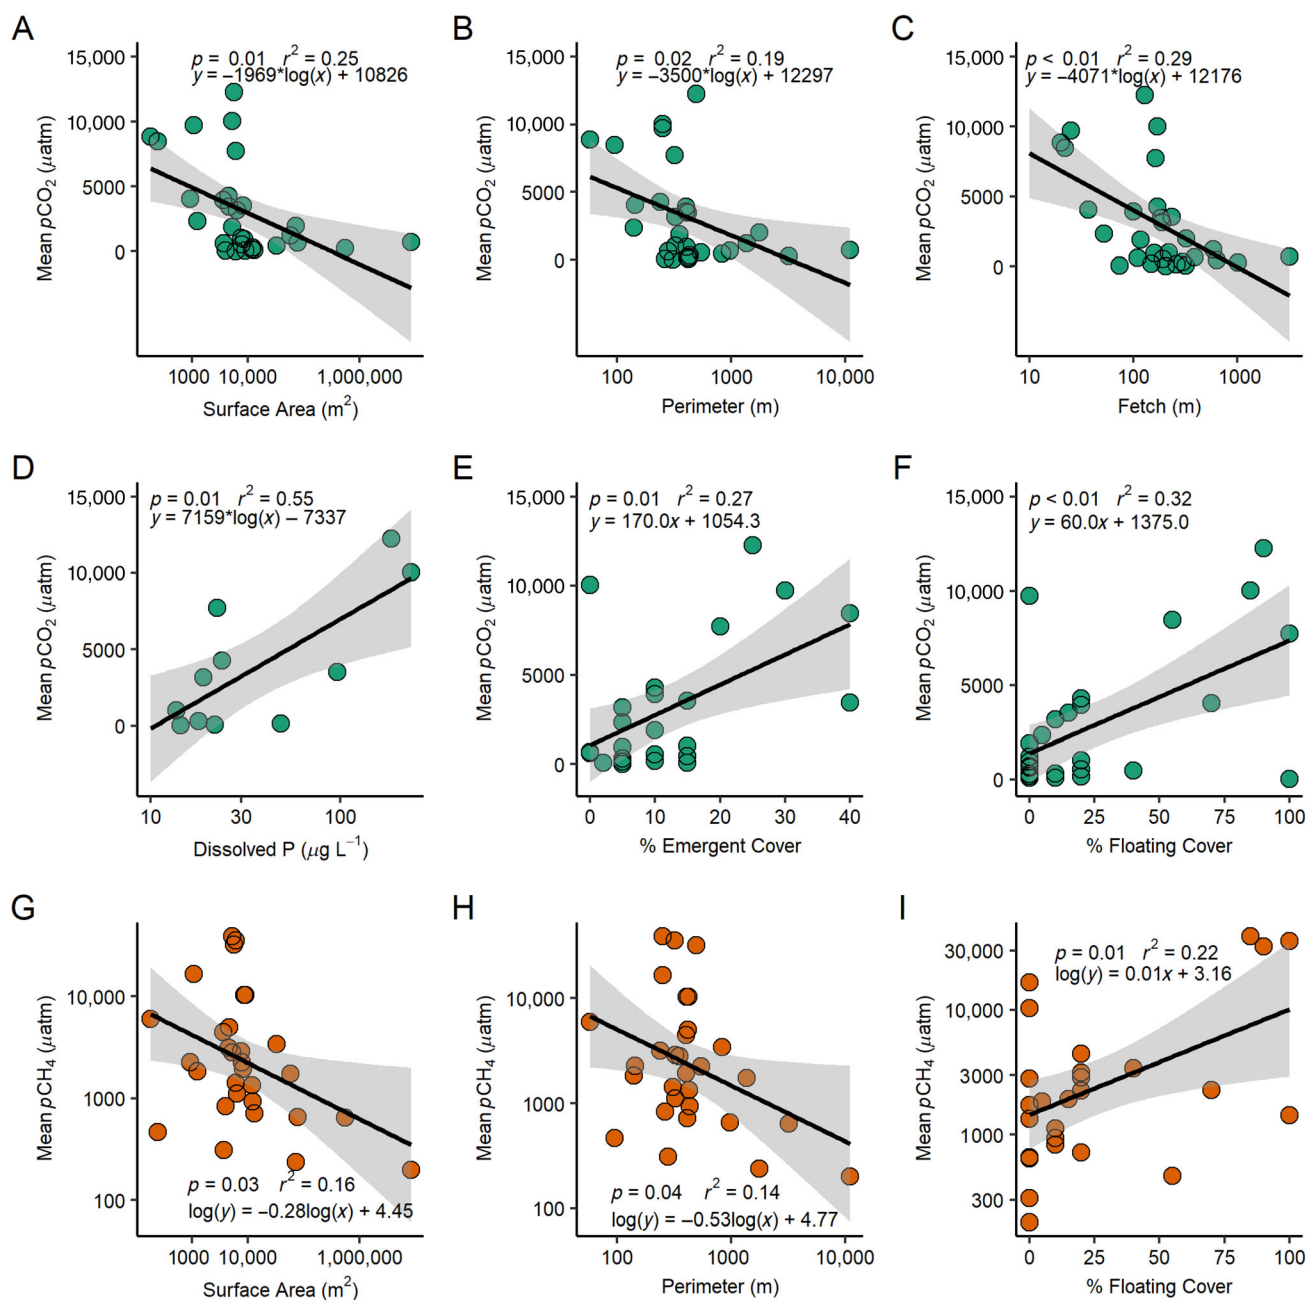 A
p = 0.01 r² = 0.25
y = −1969*log(x) + 10826
Mean pCO₂ (µatm)
15,000
10,000
5000
0
1000 10,000 1,000,000
Surface Area (m²)
B
p = 0.02 r² = 0.19
y = −3500*log(x) + 12297
Mean pCO₂ (µatm)
15,000
10,000
5000
0
100 1000 10,000
Perimeter (m)
C
p < 0.01 r² = 0.29
y = −4071*log(x) + 12176
Mean pCO₂ (µatm)
15,000
10,000
5000
0
10 100 1000
Fetch (m)
D
p = 0.01 r² = 0.55
y = 7159*log(x) − 7337
Mean pCO₂ (µatm)
15,000
10,000
5000
0
10 30 100
Dissolved P (µg L⁻¹)
E
p = 0.01 r² = 0.27
y = 170.0x + 1054.3
Mean pCO₂ (µatm)
15,000
10,000
5000
0
0 10 20 30 40
% Emergent Cover
F
p < 0.01 r² = 0.32
y = 60.0x + 1375.0
Mean pCO₂ (µatm)
15,000
10,000
5000
0
0 25 50 75 100
% Floating Cover
G
Mean pCH₄ (µatm)
10,000
1000
100
p = 0.03 r² = 0.16
log(y) = −0.28log(x) + 4.45
1000 10,000 1,000,000
Surface Area (m²)
H
Mean pCH₄ (µatm)
10,000
1000
100
p = 0.04 r² = 0.14
log(y) = −0.53log(x) + 4.77
100 1000 10,000
Perimeter (m)
I
p = 0.01 r² = 0.22
log(y) = 0.01x + 3.16
Mean pCH₄ (µatm)
30,000
10,000
3000
1000
300
0 25 50 75 100
% Floating Cover